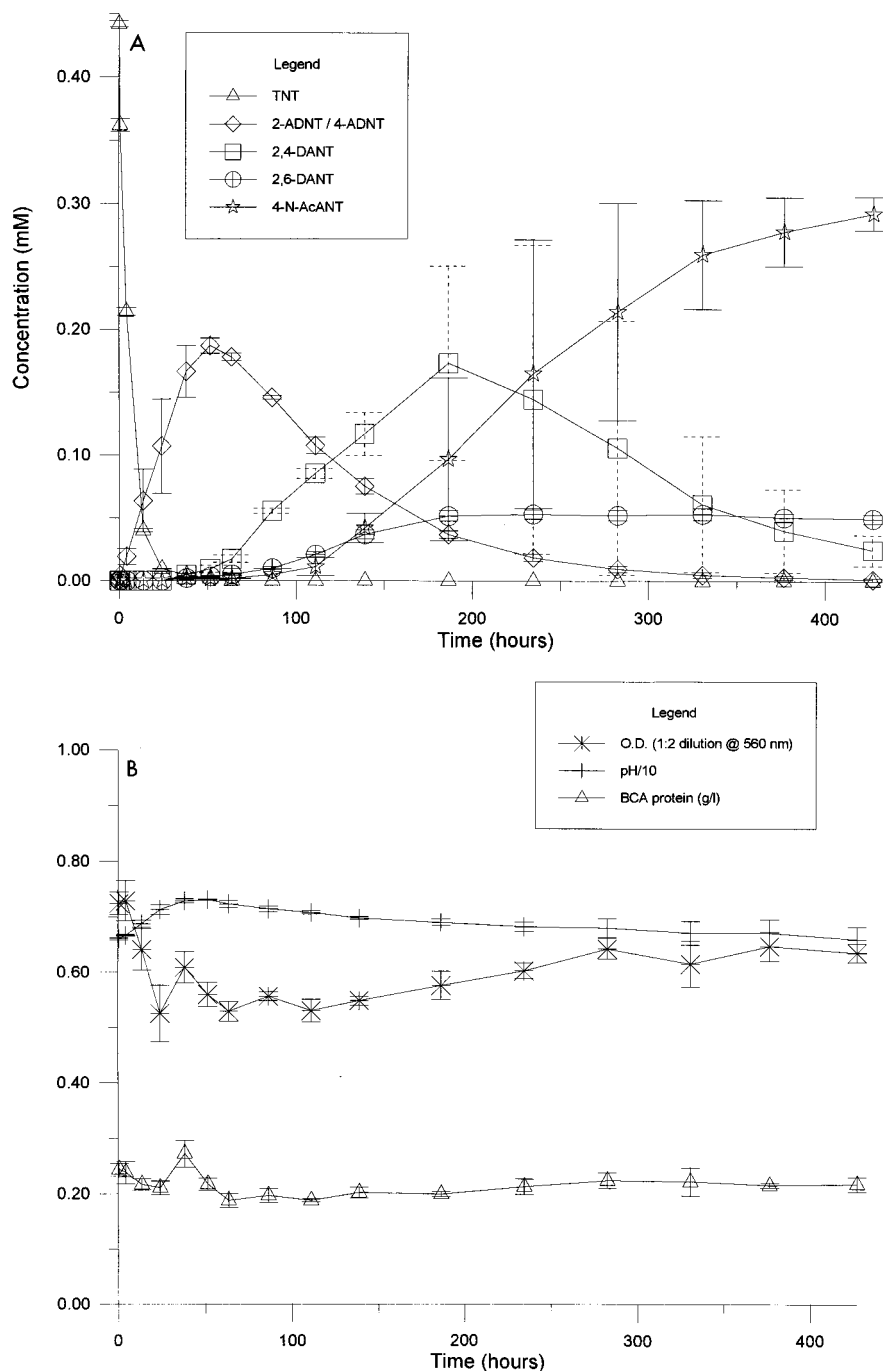 A
Legend
TNT
2-ADNT / 4-ADNT
2,4-DANT
2,6-DANT
4-N-AcANT
Concentration (mM)
0.40
0.30
0.20
0.10
0.00
0 100 200 300 400
Time (hours)
B
Legend
O.D. (1:2 dilution @ 560 nm)
pH/10
BCA protein (g/l)
1.00
0.80
0.60
0.40
0.20
0.00
0 100 200 300 400
Time (hours)